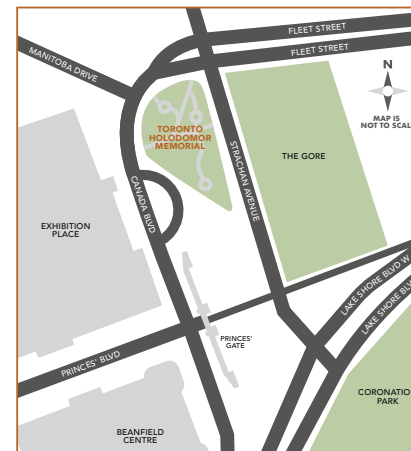 FLEET STREET
FLEET STREET
MANITOBA DRIVE
N
MAP IS
NOT TO SCAL
TORONTO
HOLODOMOR
MEMORIAL
STRACHAN AVENUE
THE GORE
CANADA BLVD
EXHIBITION
PLACE
LAKE SHORE BLVD W
LAKE SHORE BLV
PRINCES'
GATE
PRINCES' BLVD
CORONATIO
PARK
BEANFIELD
CENTRE